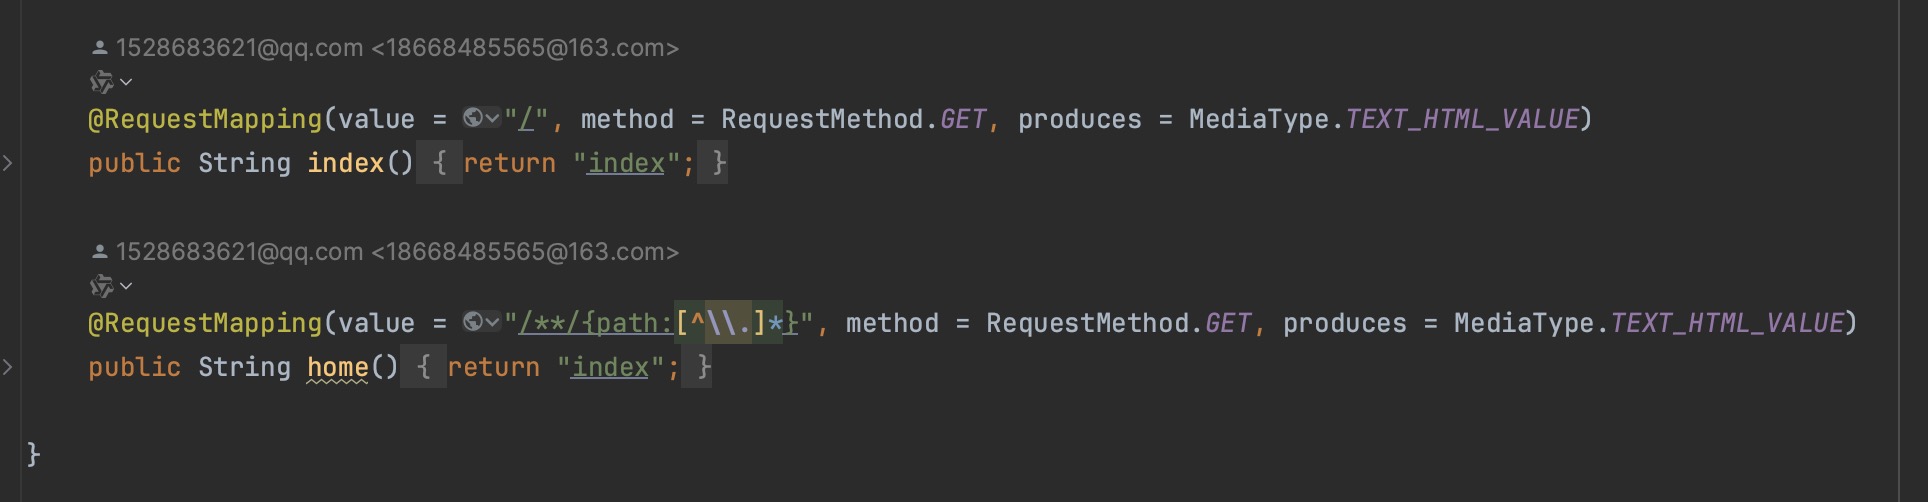 1528683621@qq.com <18668485565@163.com>
@RequestMapping(value = "/", method = RequestMethod.GET, produces = MediaType.TEXT_HTML_VALUE)
public String index() { return "index"; }
1528683621@qq.com <18668485565@163.com>
@RequestMapping(value = "/**/{path:[^\\.]*}", method = RequestMethod.GET, produces = MediaType.TEXT_HTML_VALUE)
public String home() { return "index"; }
}